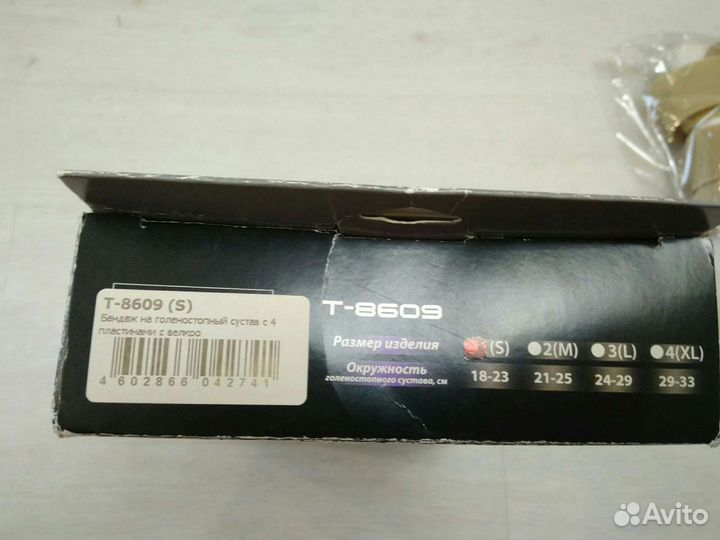 T-8609 (S)
Бандаж на голеностопный сустав с 4
пластинами с велкро
4 602866 042741
T-8609
Размер изделия
(S) 2(M) 3(L) 4(XL)
Окружность
голеностопного сустава, см
18-23 21-25 24-29 29-33
Avito